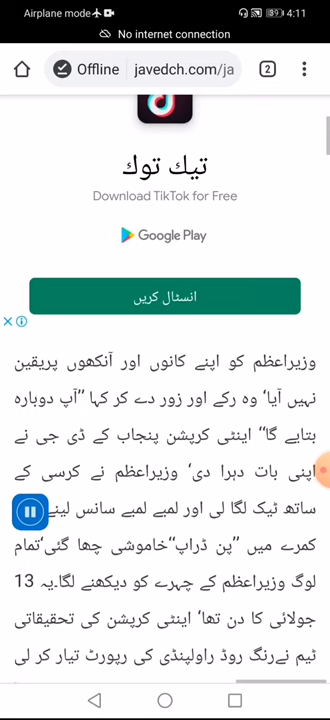 Airplane mode 39 4:11
No internet connection
Offline javedch.com/ja 2
تيك توك
Download TikTok for Free
Google Play
انسٹال کریں
وزیراعظم کو اپنے کانوں اور آنکھوں پریقین
نہیں آیا‘ وہ رکے اور زور دے کر کہا ’’آپ دوبارہ
بتایے گا‘‘ اینٹی کرپشن پنجاب کے ڈی جی نے
اپنی بات دہرا دی‘ وزیراعظم نے کرسی کے
ساتھ ٹیک لگا لی اور لمبے لمبے سانس لینے
کمرے میں ’’پن ڈراپ‘‘خاموشی چھا گئی‘تمام
لوگ وزیراعظم کے چہرے کو دیکھنے لگا۔یہ 13
جولائی کا دن تھا‘ اینٹی کرپشن کی تحقیقاتی
ٹیم نےرنگ روڈ راولپنڈی کی رپورٹ تیار کر لی